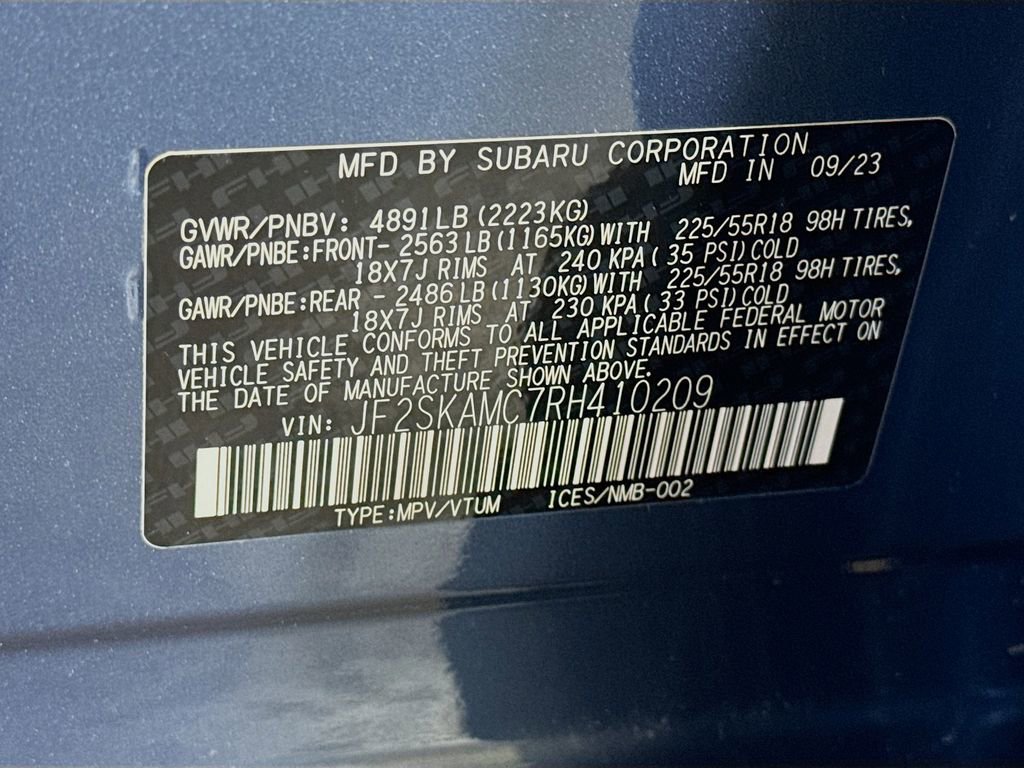 MFD BY SUBARU CORPORATION
MFD IN 09/23
GVWR/PNBV: 4891LB(2223KG)
GAWR/PNBE:FRONT- 2563LB(1165KG)WITH 225/55R18 98H TIRES,
18X7J RIMS AT 240 KPA( 35 PSI)COLD
GAWR/PNBE:REAR - 2486LB(1130KG)WITH 225/55R18 98H TIRES,
18X7J RIMS AT 230 KPA( 33 PSI)COLD
THIS VEHICLE CONFORMS TO ALL APPLICABLE FEDERAL MOTOR
VEHICLE SAFETY AND THEFT PREVENTION STANDARDS IN EFFECT ON
THE DATE OF MANUFACTURE SHOWN ABOVE.
VIN: JF2SKAMC7RH410209
TYPE:MPV/VTUM ICES/NMB-002